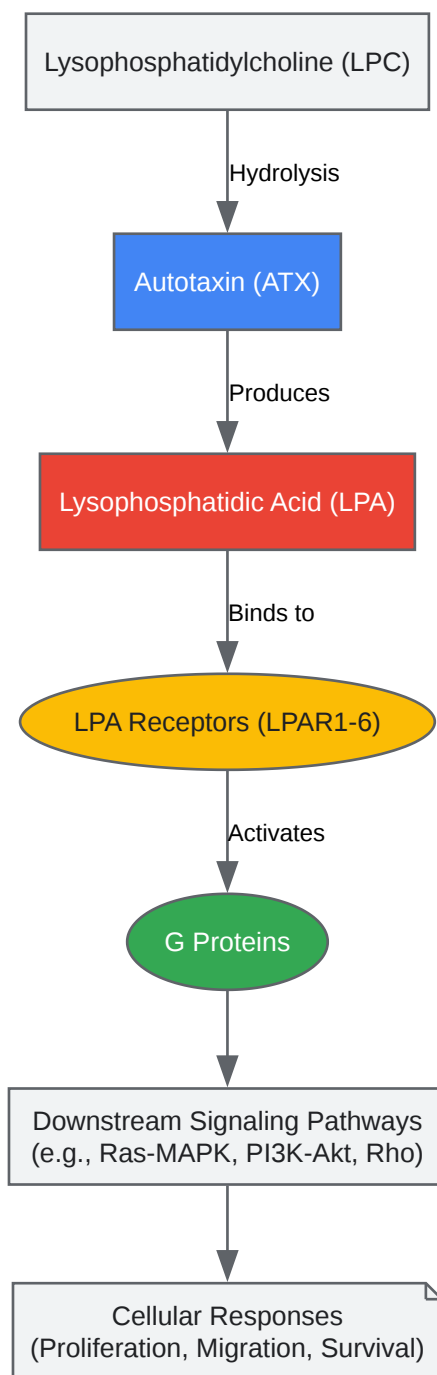 Lysophosphatidylcholine (LPC)
Hydrolysis
Autotaxin (ATX)
Produces
Lysophosphatidic Acid (LPA)
Binds to
LPA Receptors (LPAR1-6)
Activates
G Proteins
Downstream Signaling Pathways
(e.g., Ras-MAPK, PI3K-Akt, Rho)
Cellular Responses
(Proliferation, Migration, Survival)